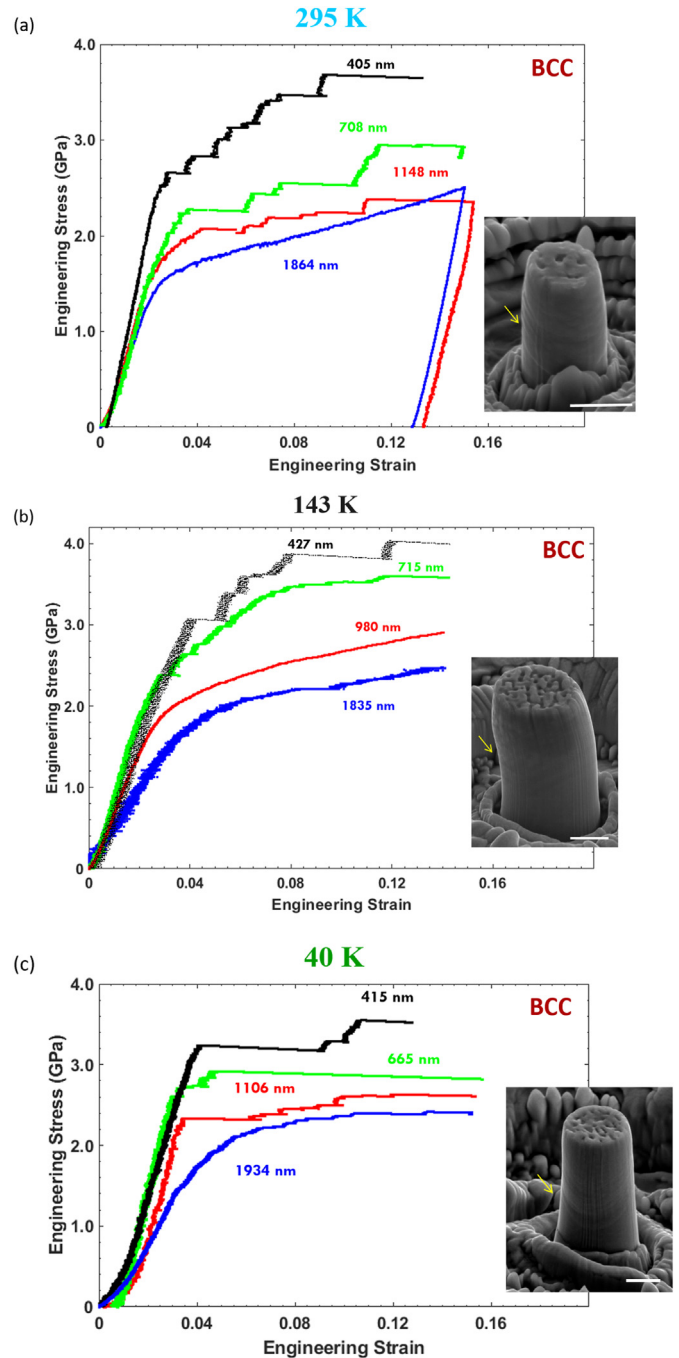 (a)
295 K
BCC
405 nm
708 nm
1148 nm
1864 nm
4.0
3.0
2.0
1.0
0
Engineering Stress (GPa)
0 0.04 0.08 0.12 0.16
Engineering Strain
(b)
143 K
BCC
427 nm
715 nm
980 nm
1835 nm
4.0
3.0
2.0
1.0
0
Engineering Stress (GPa)
0 0.04 0.08 0.12 0.16
Engineering Strain
(c)
40 K
BCC
415 nm
665 nm
1106 nm
1934 nm
4.0
3.0
2.0
1.0
0
Engineering Stress (GPa)
0 0.04 0.08 0.12 0.16
Engineering Strain